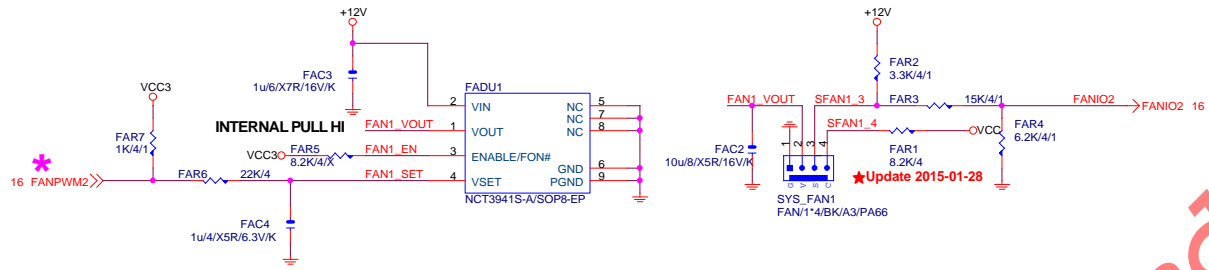 +12V
FAC3
1u/6/X7R/16V/K
VCC3
FAR7
1K/4/1
INTERNAL PULL HI
*
16 FANPWM2
FAR6
22K/4
FAC4
1u/4/X5R/6.3V/K
FAN1_VOUT
VCC3
FAR5
8.2K/4/X
FAN1_EN
FAN1_SET
FADU1
2
VIN
1
VOUT
3
ENABLE/FON#
4
VSET
NC
5
NC
7
NC
8
GND
6
PGND
9
NCT3941S-A/SOP8-EP
+12V
FAR2
3.3K/4/1
FAN1_VOUT
SFAN1_3
FAR3
15K/4/1
FANIO2
FANIO2 16
SFAN1_4
VCC
FAR4
6.2K/4/1
FAC2
10u/8/X5R/16V/K
FAR1
8.2K/4
1
2
3
4
G
V
S
C
★Update 2015-01-28
SYS_FAN1
FAN/1*4/BK/A3/PA66